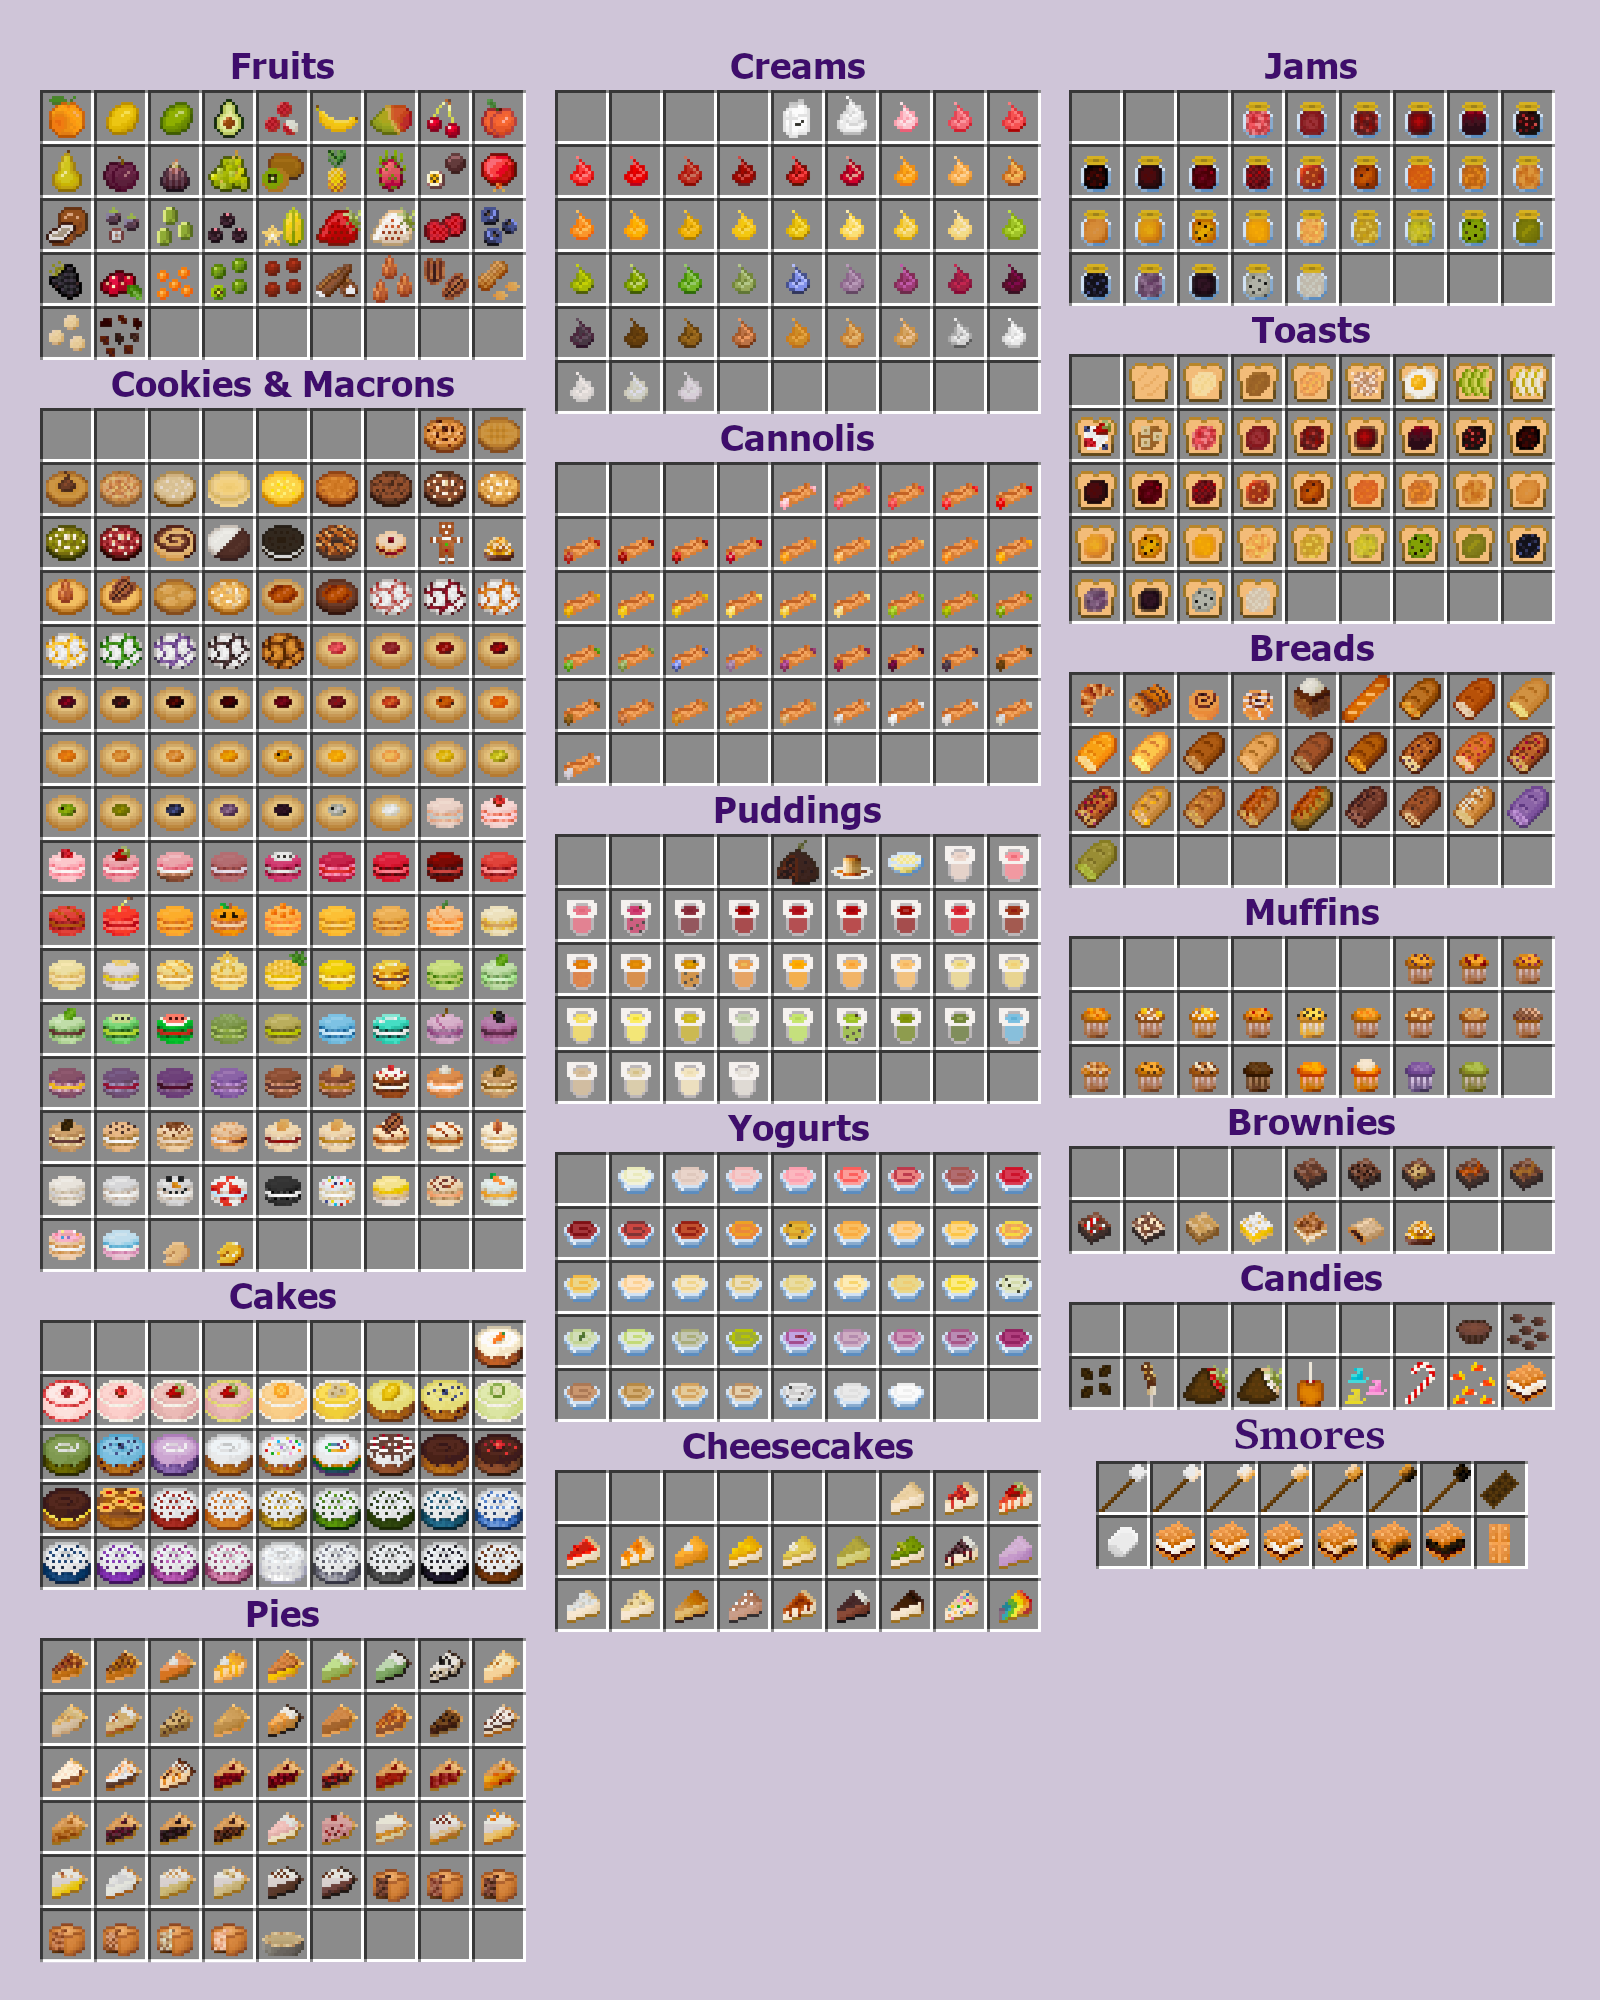 Fruits
Cookies & Macrons
Cakes
Pies
Creams
Cannolis
Puddings
Yogurts
Cheesecakes
Jams
Toasts
Breads
Muffins
Brownies
Candies
Smores